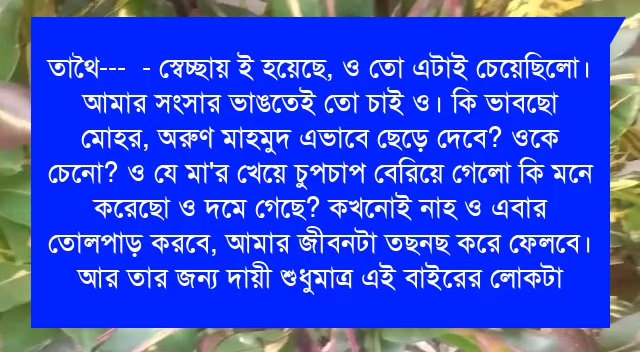 তাথৈ--- - স্বেচ্ছায় ই হয়েছে, ও তো এটাই চেয়েছিলো।
আমার সংসার ভাঙতেই তো চাই ও। কি ভাবছো
মোহর, অরুণ মাহমুদ এভাবে ছেড়ে দেবে? ওকে
চেনো? ও যে মা'র খেয়ে চুপচাপ বেরিয়ে গেলো কি মনে
করেছো ও দমে গেছে? কখনোই নাহ ও এবার
তোলপাড় করবে, আমার জীবনটা তছনছ করে ফেলবে।
আর তার জন্য দায়ী শুধুমাত্র এই বাইরের লোকটা